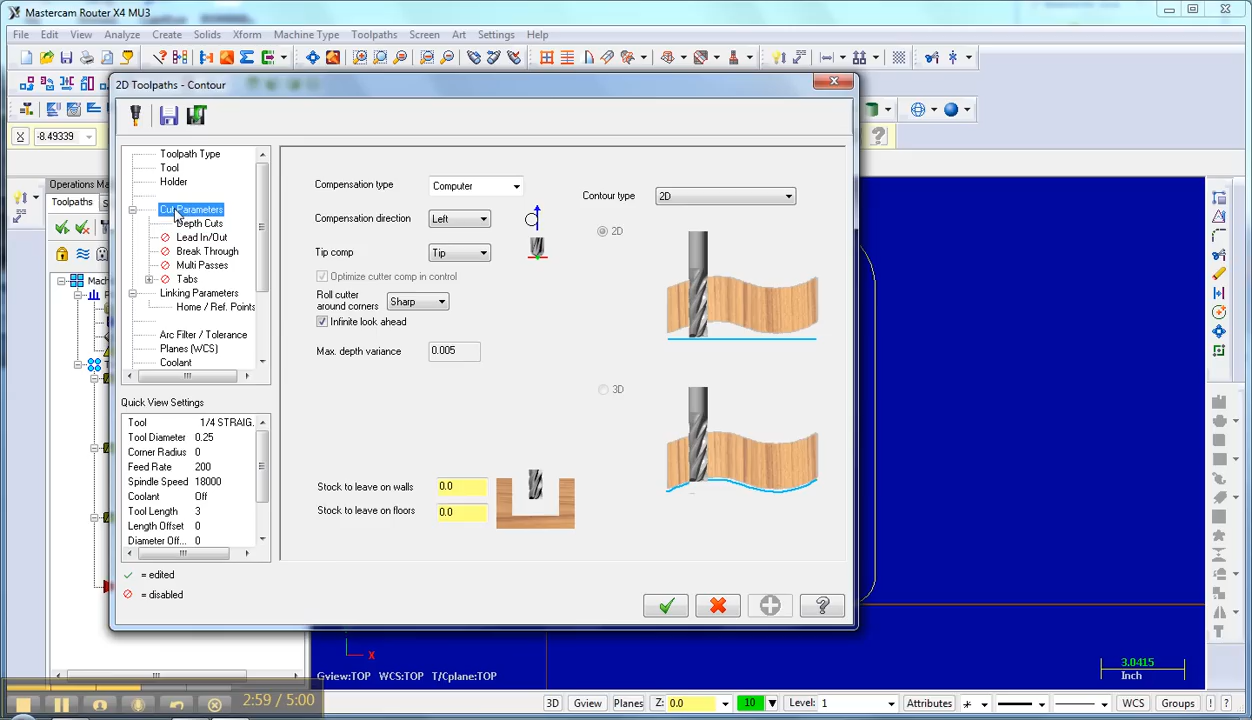 Mastercam Router X4 MU3
File Edit View Analyze Create Solids Xform Machine Type Toolpaths Screen Art Settings Help
2D Toolpaths - Contour
X -8.49339
Operations Ma
Toolpaths S
Mach
Toolpath Type
Tool
Holder
Cut Parameters
Depth Cuts
Lead In/Out
Break Through
Multi Passes
Tabs
Linking Parameters
Home / Ref. Points
Arc Filter / Tolerance
Planes (WCS)
Coolant
Quick View Settings
Tool 1/4 STRAIG.
Tool Diameter 0.25
Corner Radius 0
Feed Rate 200
Spindle Speed 18000
Coolant Off
Tool Length 3
Length Offset 0
Diameter Off... 0
= edited
= disabled
Compensation type Computer
Compensation direction Left
Tip comp Tip
Optimize cutter comp in control
Roll cutter
around corners Sharp
Infinite look ahead
Max. depth variance 0.005
Stock to leave on walls 0.0
Stock to leave on floors 0.0
Contour type 2D
2D
3D
X
Gview:TOP WCS:TOP T/Cplane:TOP
3.0415
Inch
2:59 / 5:00
3D Gview Planes Z: 0.0 10 Level: 1 Attributes WCS Groups ! ?